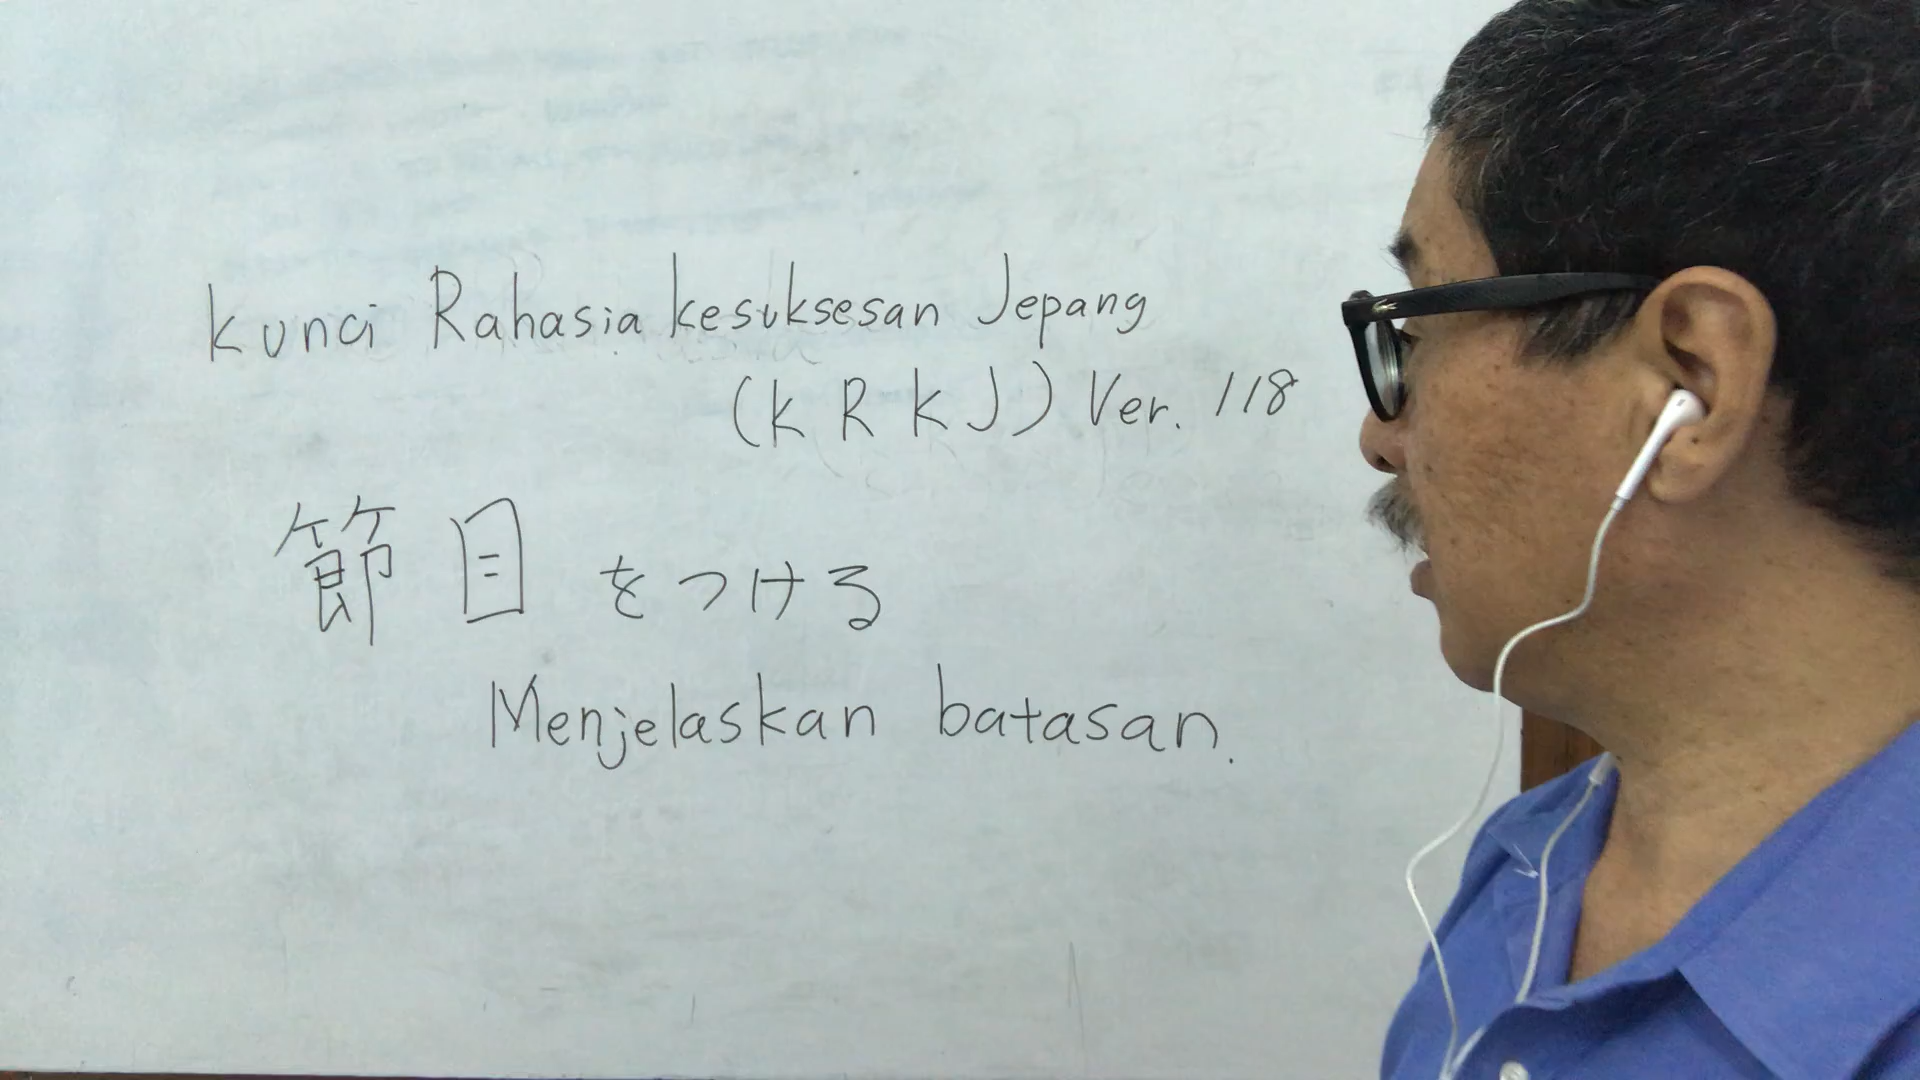 Kunci Rahasia Kesuksesan Jepang
(KRKJ) Ver. 118
節目をつける
Menjelaskan batasan.